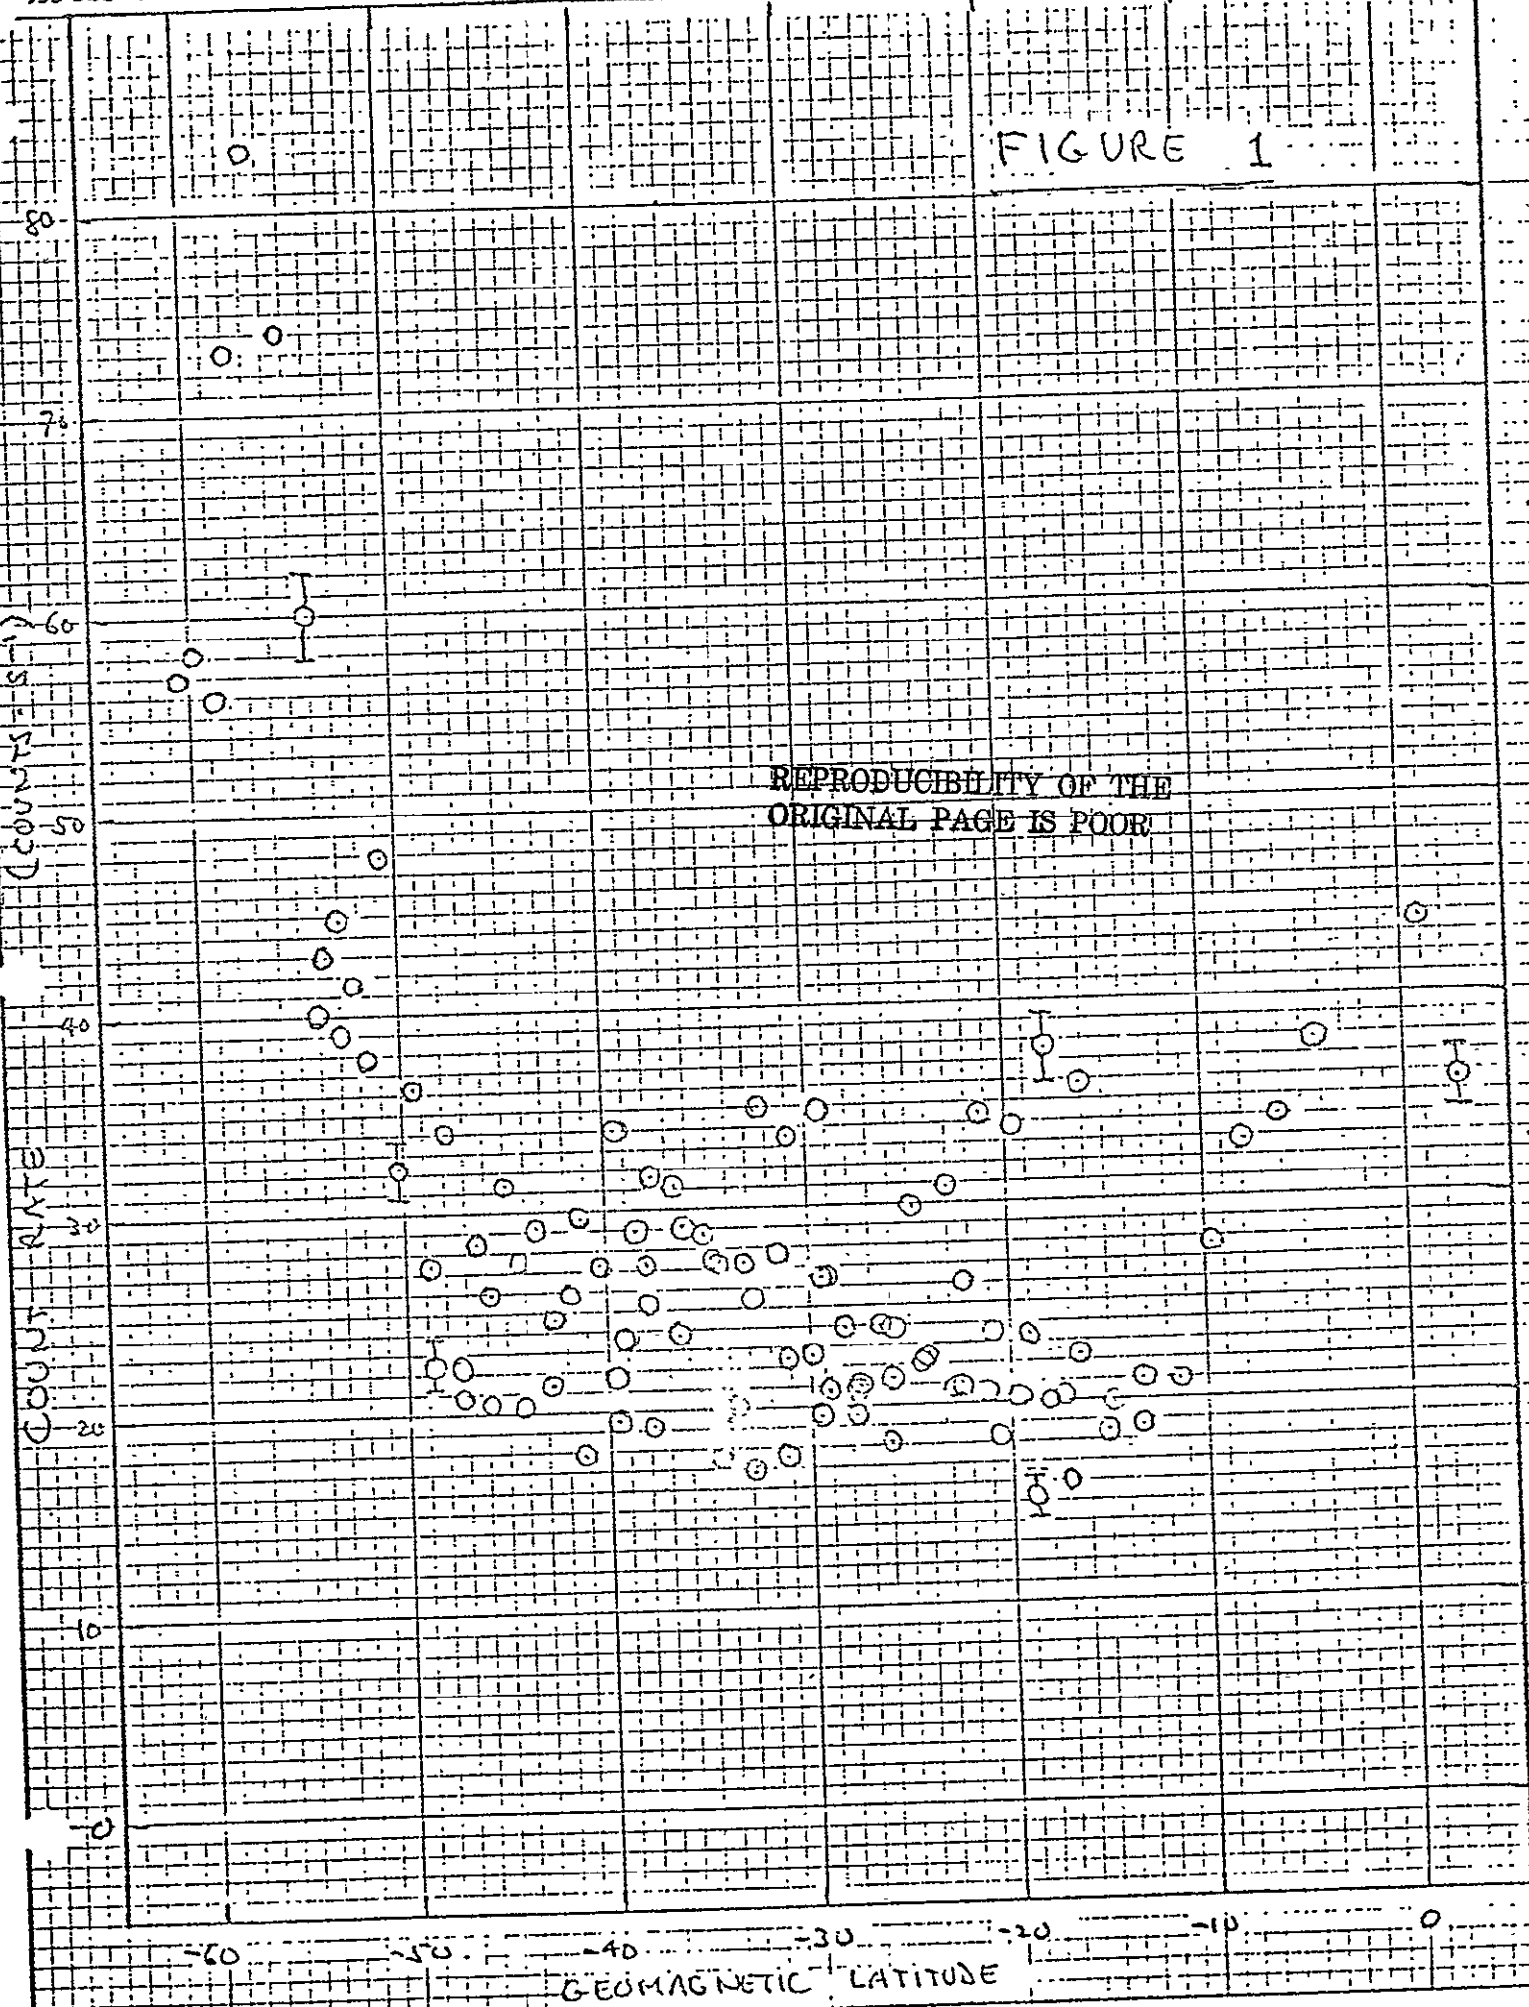 FIGURE 1
80
70
60
(COUNTS-S⁻¹)
50
REPRODUCIBILITY OF THE
ORIGINAL PAGE IS POOR
40
COUNT RATE
30
20
10
0
-60 -50 -40 -30 -20 -10 0
GEOMAGNETIC LATITUDE